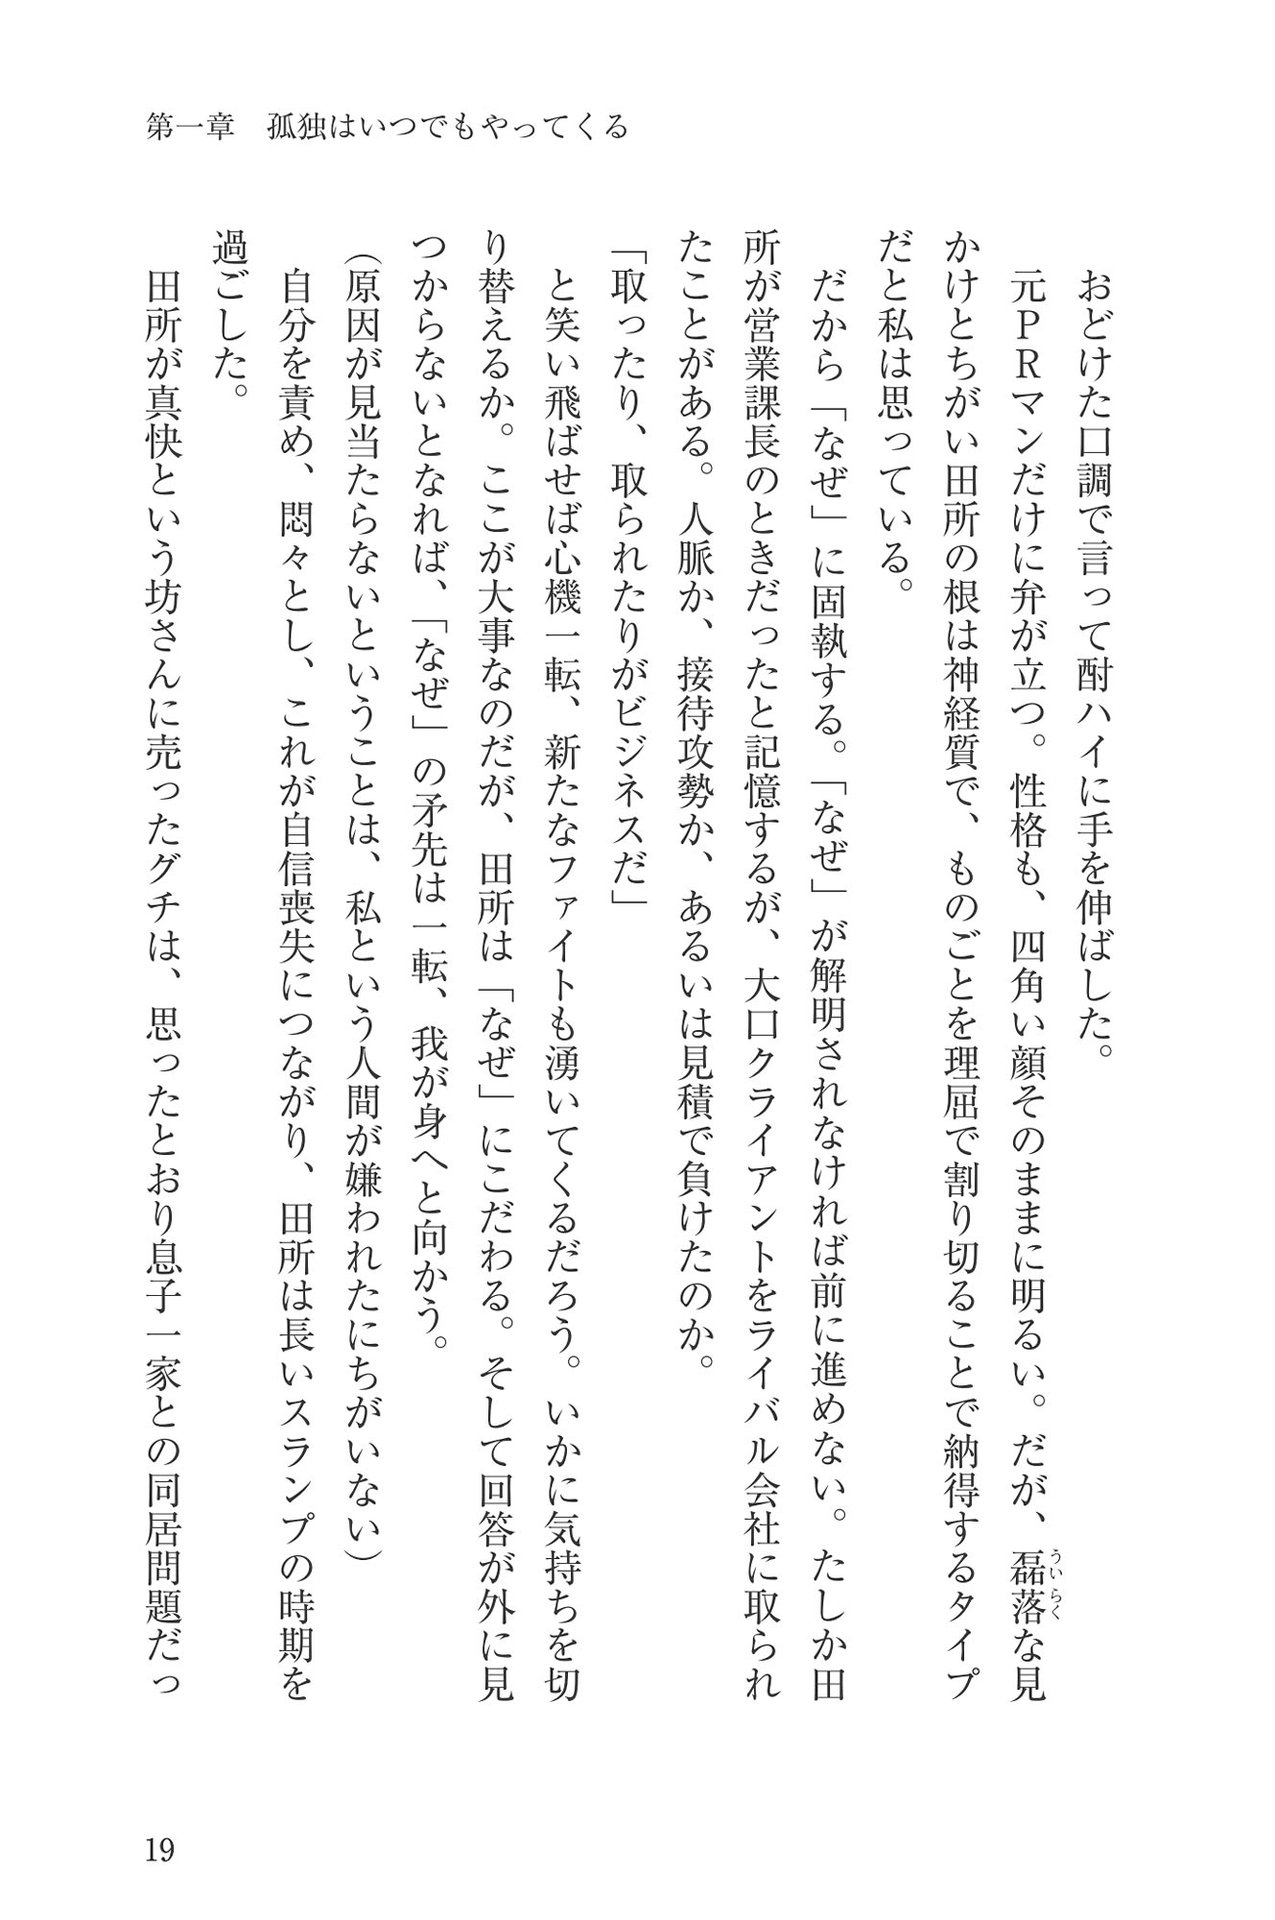 第一章　孤独はいつでもやってくる
　おどけた口調で言って酎ハイに手を伸ばした。
　元ＰＲマンだけに弁が立つ。性格も、四角い顔そのままに明るい。だが、磊落な見
ういらく
かけとちがい田所の根は神経質で、ものごとを理屈で割り切ることで納得するタイプ
だと私は思っている。
　だから「なぜ」に固執する。「なぜ」が解明されなければ前に進めない。たしか田
所が営業課長のときだったと記憶するが、大口クライアントをライバル会社に取られ
たことがある。人脈か、接待攻勢か、あるいは見積で負けたのか。
「取ったり、取られたりがビジネスだ」
　と笑い飛ばせば心機一転、新たなファイトも湧いてくるだろう。いかに気持ちを切
り替えるか。ここが大事なのだが、田所は「なぜ」にこだわる。そして回答が外に見
つからないとなれば、「なぜ」の矛先は一転、我が身へと向かう。
（原因が見当たらないということは、私という人間が嫌われたにちがいない）
　自分を責め、悶々とし、これが自信喪失につながり、田所は長いスランプの時期を
過ごした。
　田所が真快という坊さんに売ったグチは、思ったとおり息子一家との同居問題だっ
19